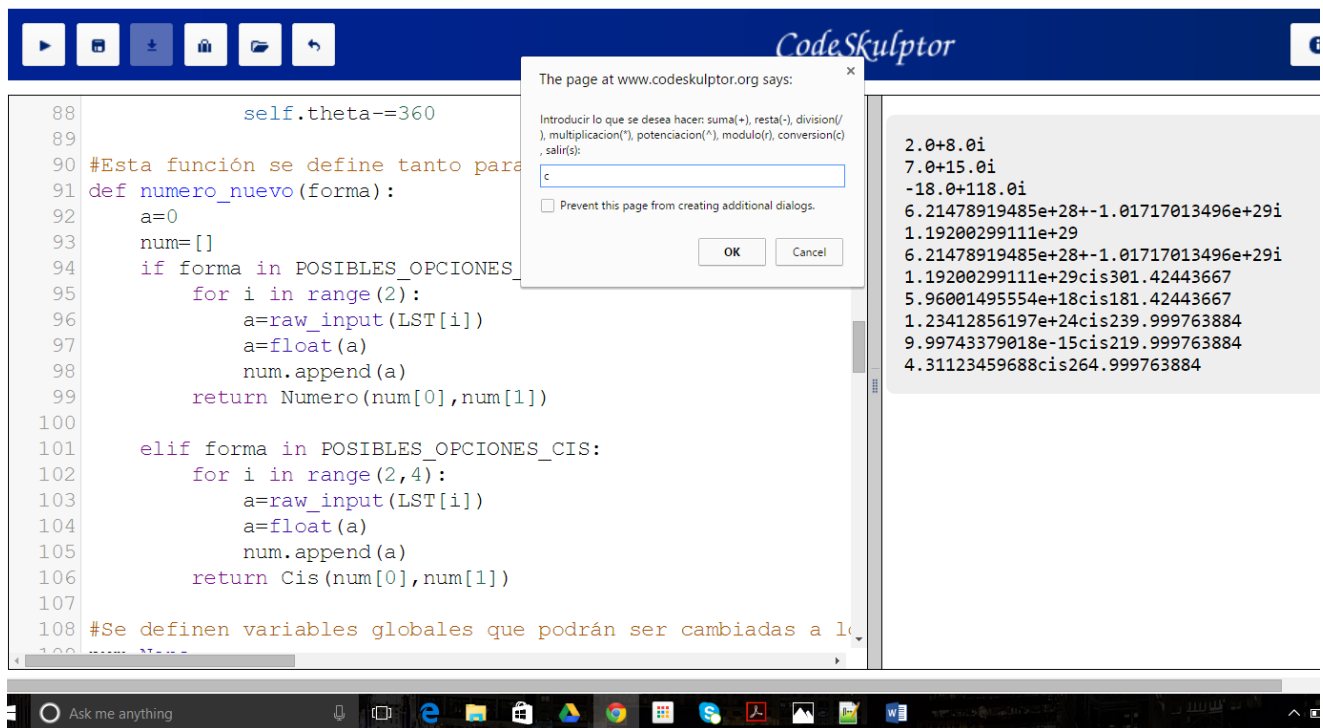 CodeSkulptor
The page at www.codeskulptor.org says:
Introducir lo que se desea hacer: suma(+), resta(-), division(/
), multiplicacion(*), potenciacion(^), modulo(r), conversion(c)
, salir(s):
c
Prevent this page from creating additional dialogs.
OK
Cancel
88 self.theta-=360
89
90 #Esta función se define tanto para
91 def numero_nuevo(forma):
92 a=0
93 num=[]
94 if forma in POSIBLES_OPCIONES_
95 for i in range(2):
96 a=raw_input(LST[i])
97 a=float(a)
98 num.append(a)
99 return Numero(num[0],num[1])
100
101 elif forma in POSIBLES_OPCIONES_CIS:
102 for i in range(2,4):
103 a=raw_input(LST[i])
104 a=float(a)
105 num.append(a)
106 return Cis(num[0],num[1])
107
108 #Se definen variables globales que podrán ser cambiadas a lo
2.0+8.0i
7.0+15.0i
-18.0+118.0i
6.21478919485e+28+-1.01717013496e+29i
1.19200299111e+29
6.21478919485e+28+-1.01717013496e+29i
1.19200299111e+29cis301.42443667
5.96001495554e+18cis181.42443667
1.23412856197e+24cis239.999763884
9.99743379018e-15cis219.999763884
4.31123459688cis264.999763884
Ask me anything